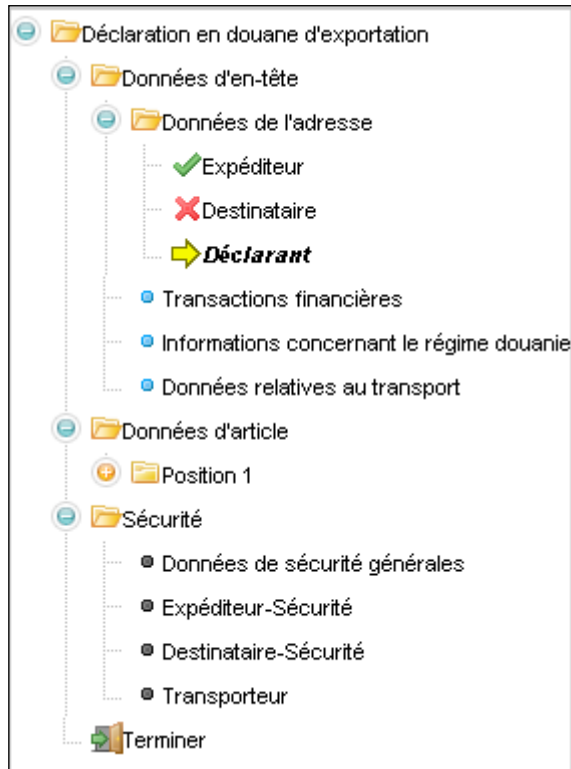 Déclaration en douane d'exportation
Données d'en-tête
Données de l'adresse
Expéditeur
Destinataire
Déclarant
Transactions financières
Informations concernant le régime douanie
Données relatives au transport
Données d'article
Position 1
Sécurité
Données de sécurité générales
Expéditeur-Sécurité
Destinataire-Sécurité
Transporteur
Terminer